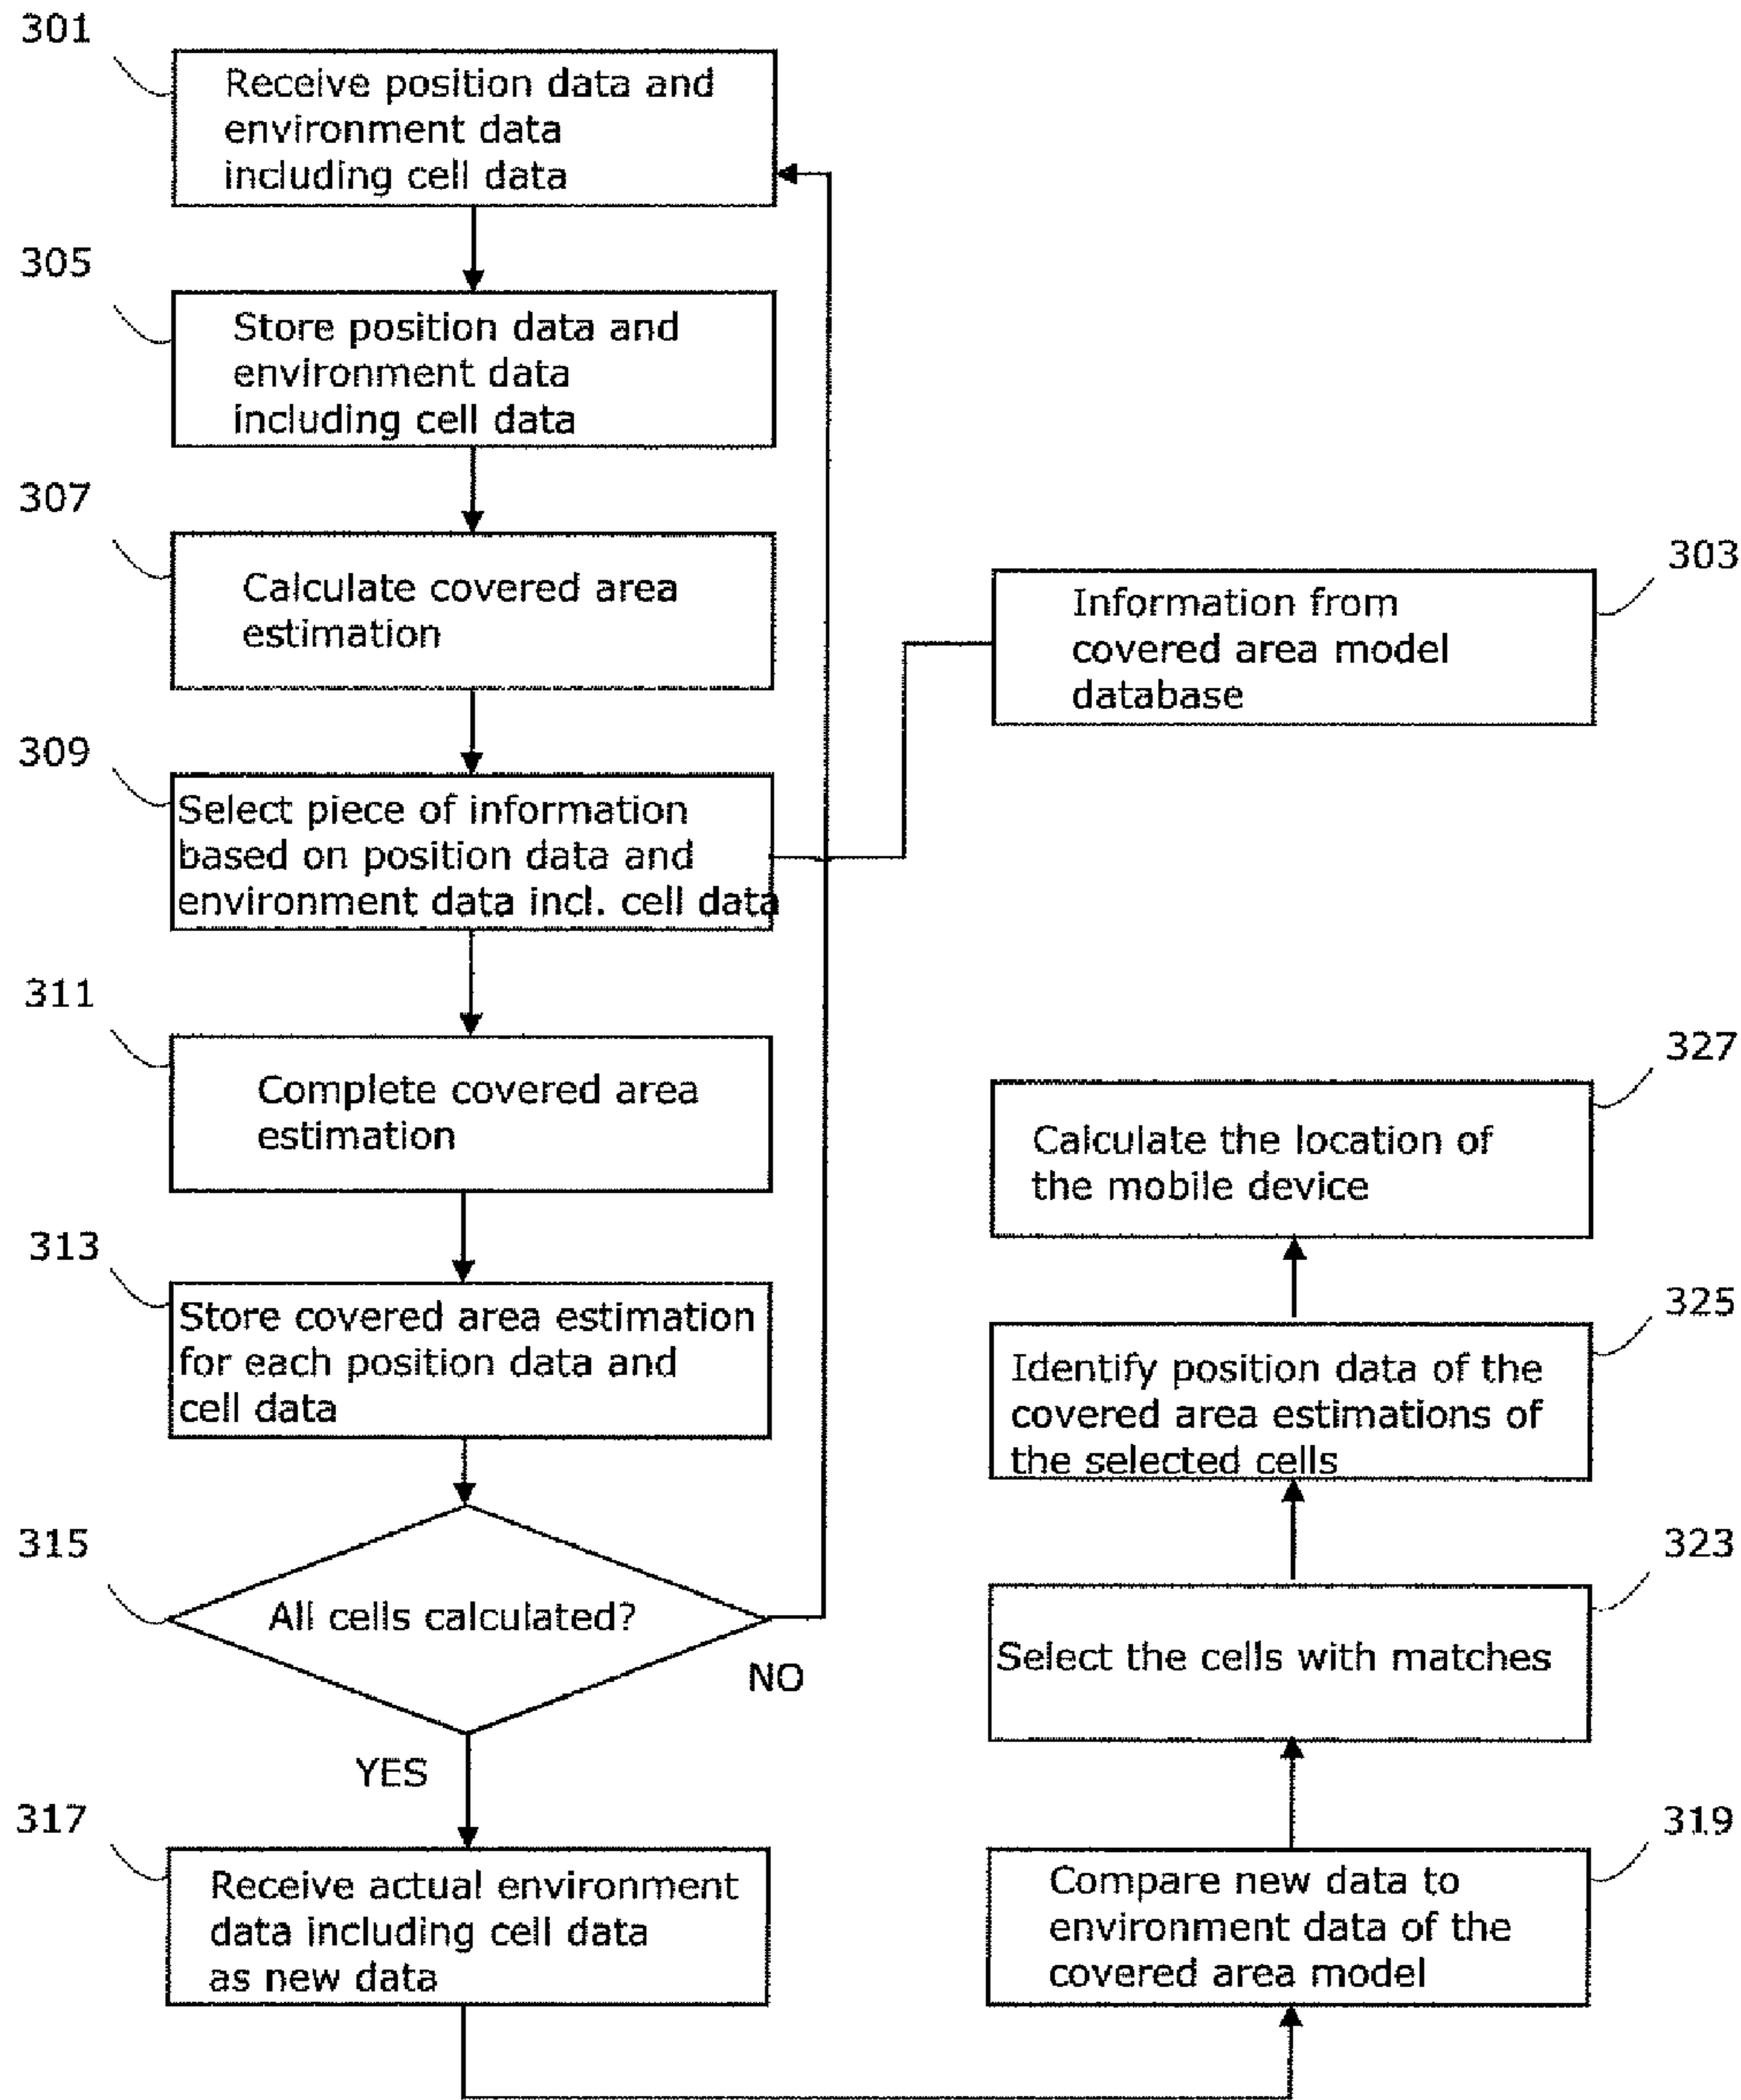 301
Receive position data and
environment data
including cell data
305
Store position data and
environment data
including cell data
307
Calculate covered area
estimation
303
Information from
covered area model
database
309
Select piece of information
based on position data and
environment data incl. cell data
311
Complete covered area
estimation
313
Store covered area estimation
for each position data and
cell data
315
All cells calculated?
NO
YES
317
Receive actual environment
data including cell data
as new data
319
Compare new data to
environment data of the
covered area model
323
Select the cells with matches
325
Identify position data of the
covered area estimations of
the selected cells
327
Calculate the location of
the mobile device